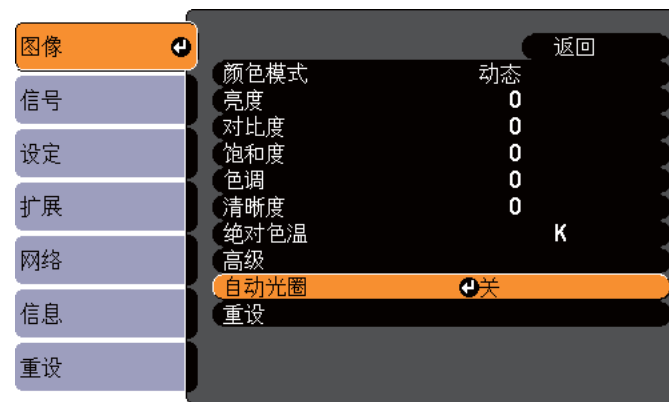 图像
信号
设定
扩展
网络
信息
重设
返回
颜色模式 动态
亮度 0
对比度 0
饱和度 0
色调 0
清晰度 0
绝对色温 K
高级
自动光圈 关
重设